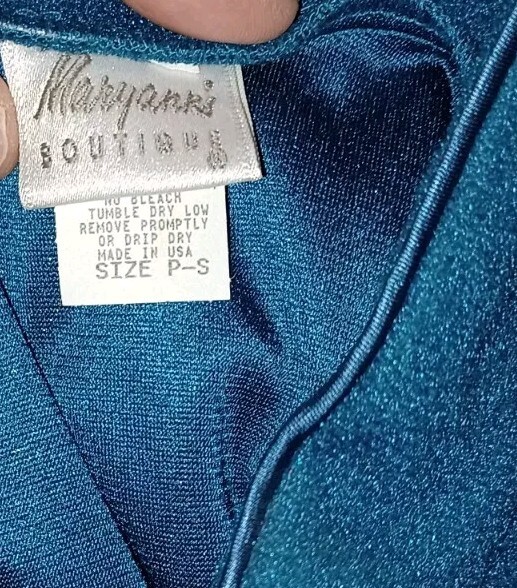 Maryann's
BOUTIQUE®
NO BLEACH
TUMBLE DRY LOW
REMOVE PROMPTLY
OR DRIP DRY
MADE IN USA
SIZE P-S